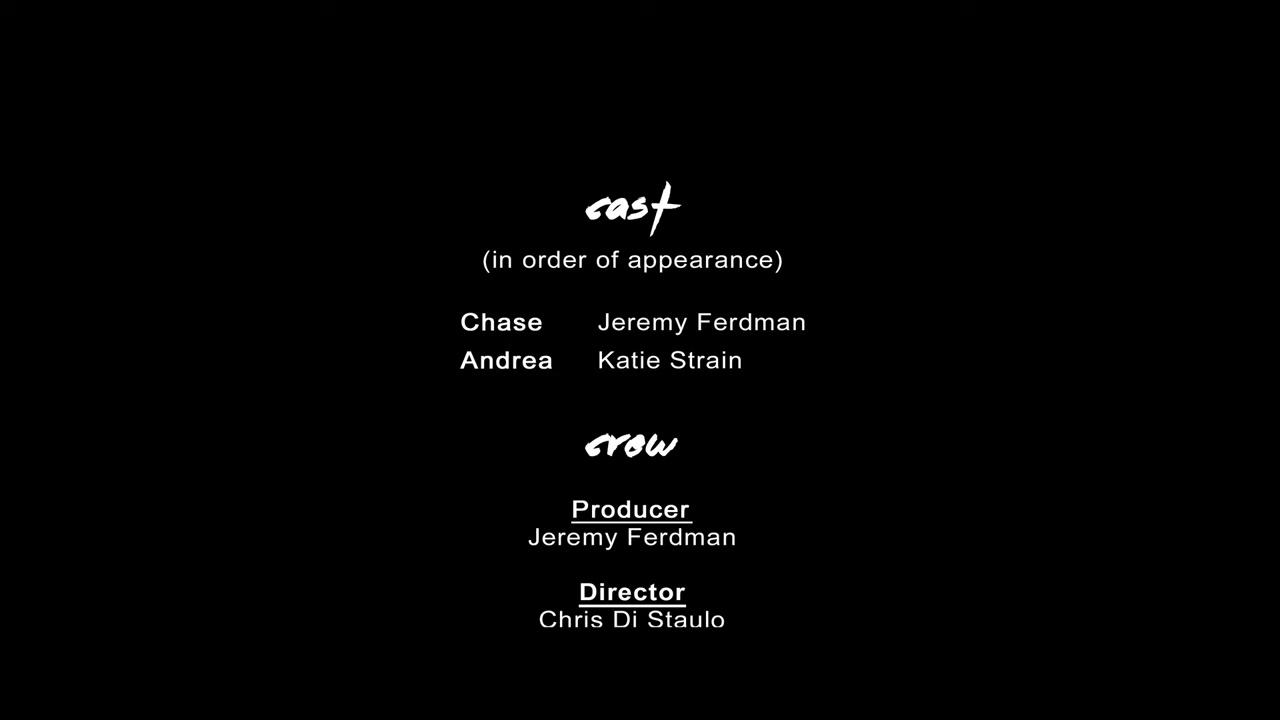 cast
(in order of appearance)
Chase Jeremy Ferdman
Andrea Katie Strain
crew
Producer
Jeremy Ferdman
Director
Chris Di Staulo